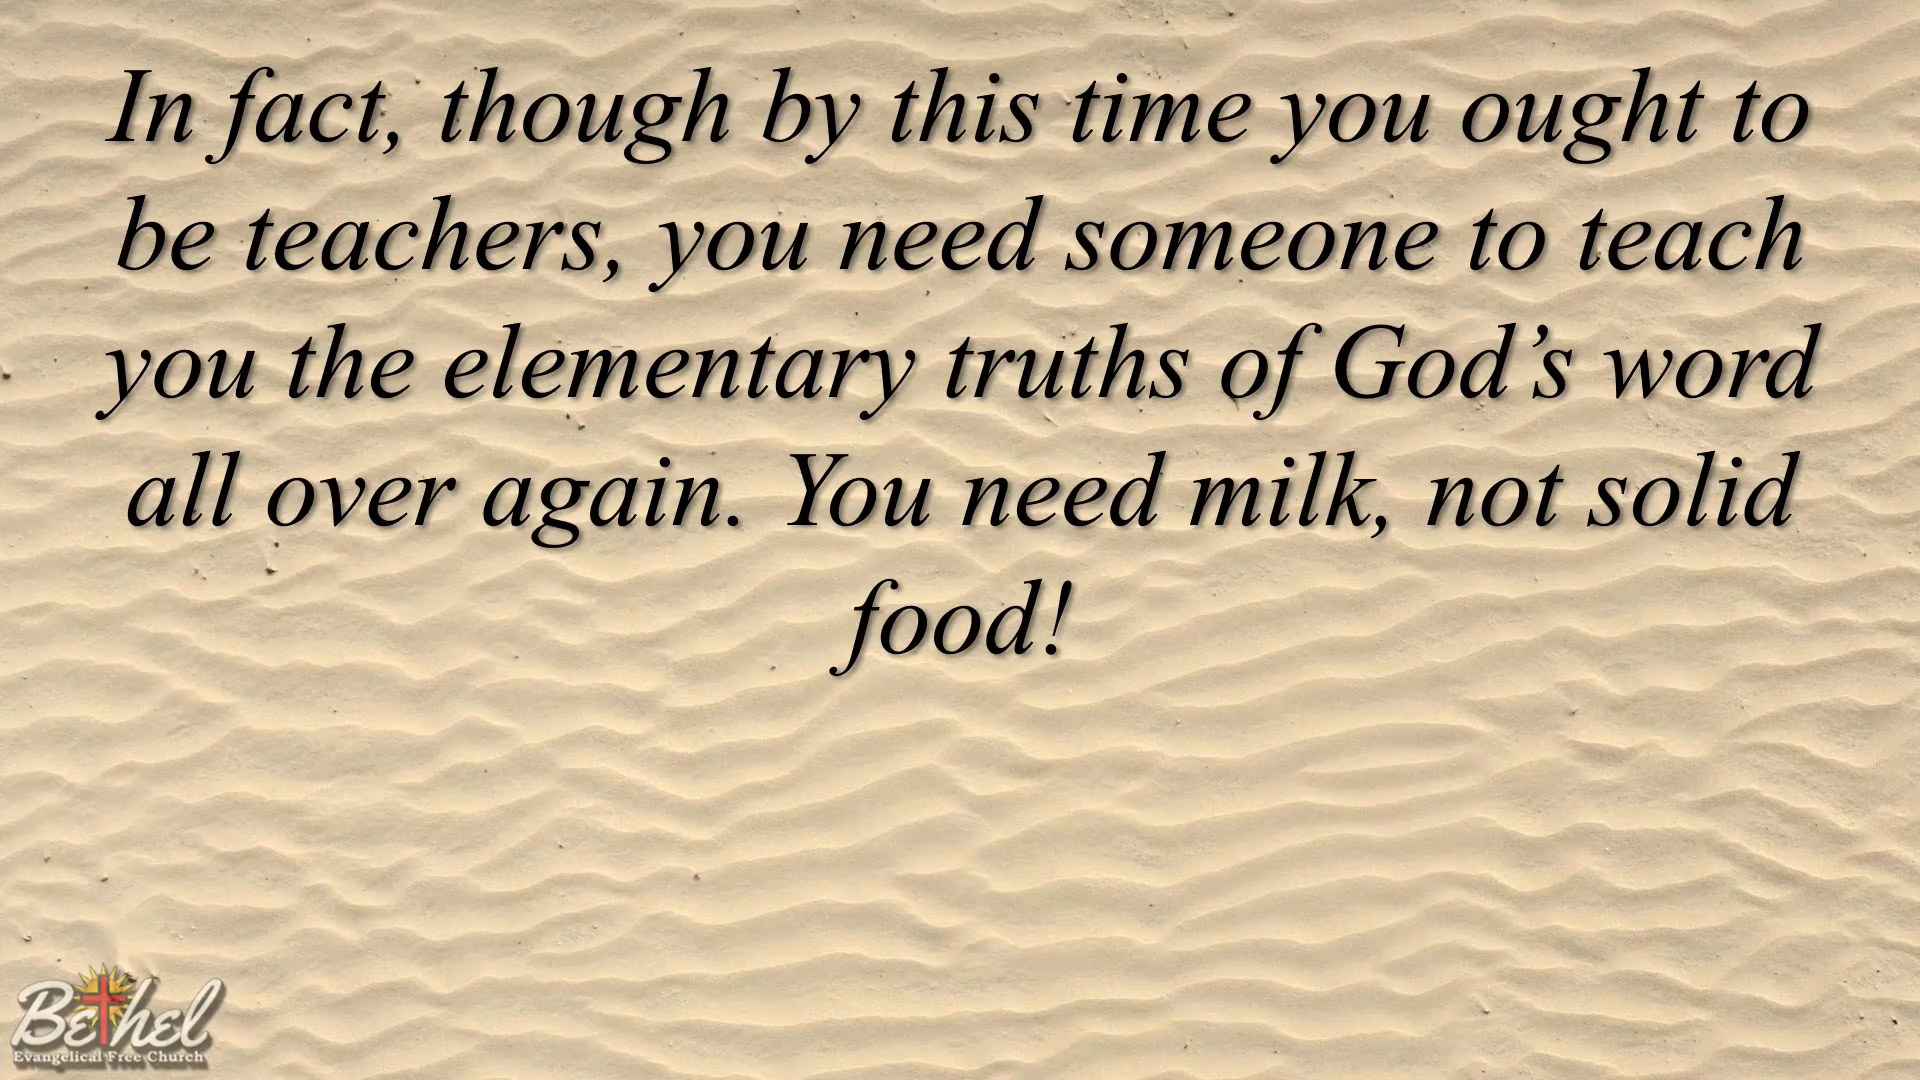 In fact, though by this time you ought to
be teachers, you need someone to teach
you the elementary truths of God’s word
all over again. You need milk, not solid
food!
Bethel
Evangelical Free Church